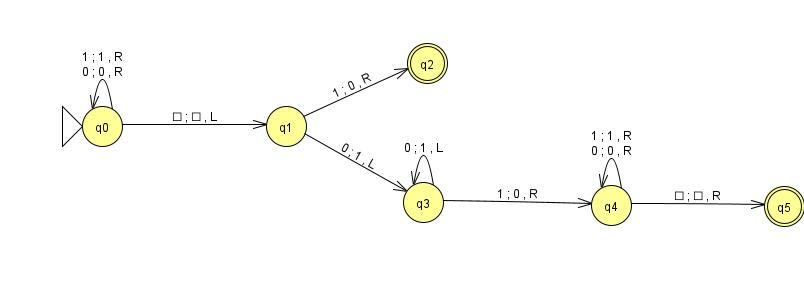 1 ; 1 , R
0 ; 0 , R
q0
□ ; □ , L
q1
1 ; 0 , R
q2
0 ; 1 , L
0 ; 1 , L
q3
1 ; 0 , R
1 ; 1 , R
0 ; 0 , R
q4
□ ; □ , R
q5